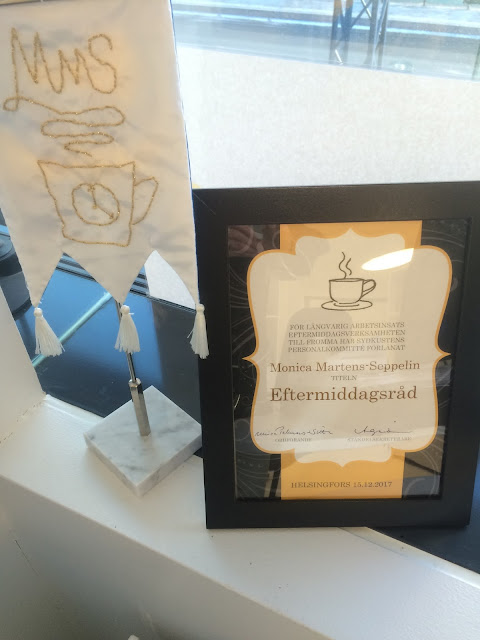 MMS
FÖR LÅNGVARIG ARBETSINSATS
EFTERMIDDAGSVERKSAMHETEN
TILL FROMMA HAR SYDKUSTENS
PERSONALKOMMITTÉ FÖRLÄNAT
Monica Martens-Seppelin
TITELN
Eftermiddagsråd
ORDFÖRANDE
HELSINGFORS 15.12.2017